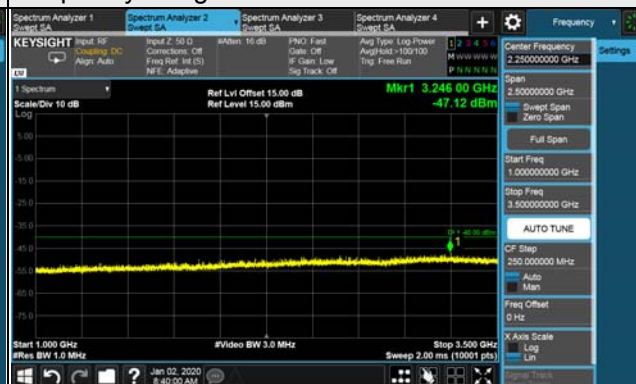 Spectrum Analyzer 1
Swept SA
Spectrum Analyzer 2
Swept SA
Spectrum Analyzer 3
Swept SA
Spectrum Analyzer 4
Swept SA
+
Frequency
KEYSIGHT
Input: RF
Coupling: DC
Align: Auto
Input Z: 50 Ω
Corrections: Off
Freq Ref: Int (S)
NFE: Adaptive
#Atten: 16 dB
PNO: Fast
Gate: Off
IF Gain: Low
Sig Track: Off
Avg Type: Log-Power
Avg|Hold:>100/100
Trig: Free Run
1 2 3 4 5 6
M W W W W W
P N N N N N
LXI
1 Spectrum
Scale/Div 10 dB
Log
Ref Lvl Offset 15.00 dB
Ref Level 15.00 dBm
Mkr1 3.246 00 GHz
-47.12 dBm
5.00
-5.00
-15.0
-25.0
-35.0
-45.0
-55.0
-65.0
-75.0
1
Start 1.000 GHz
#Res BW 1.0 MHz
#Video BW 3.0 MHz
Stop 3.500 GHz
Sweep 2.00 ms (10001 pts)
Jan 02, 2020
8:40:00 AM
Center Frequency
2.250000000 GHz
Settings
Span
2.50000000 GHz
Swept Span
Zero Span
Full Span
Start Freq
1.000000000 GHz
Stop Freq
3.500000000 GHz
AUTO TUNE
CF Step
250.000000 MHz
Auto
Man
Freq Offset
0 Hz
X Axis Scale
Log
Lin
Signal Track